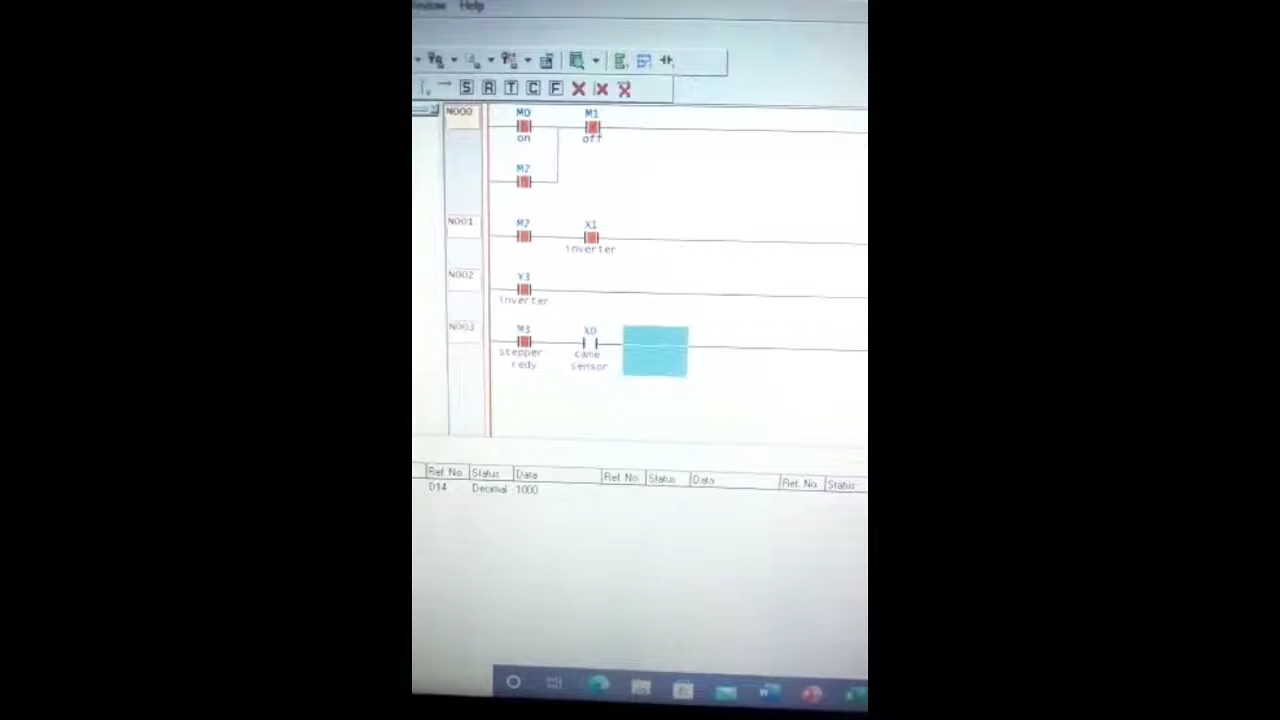 Window Help
S R T C F
N000 M0 M1
on off
M2
N001 M2 X1
inverter
N002 Y3
inverter
N003 M3 X0
stepper came
redy sensor
Ref. No Status Data Ref. No Status Data Ref. No Status
D14 Decimal 1000